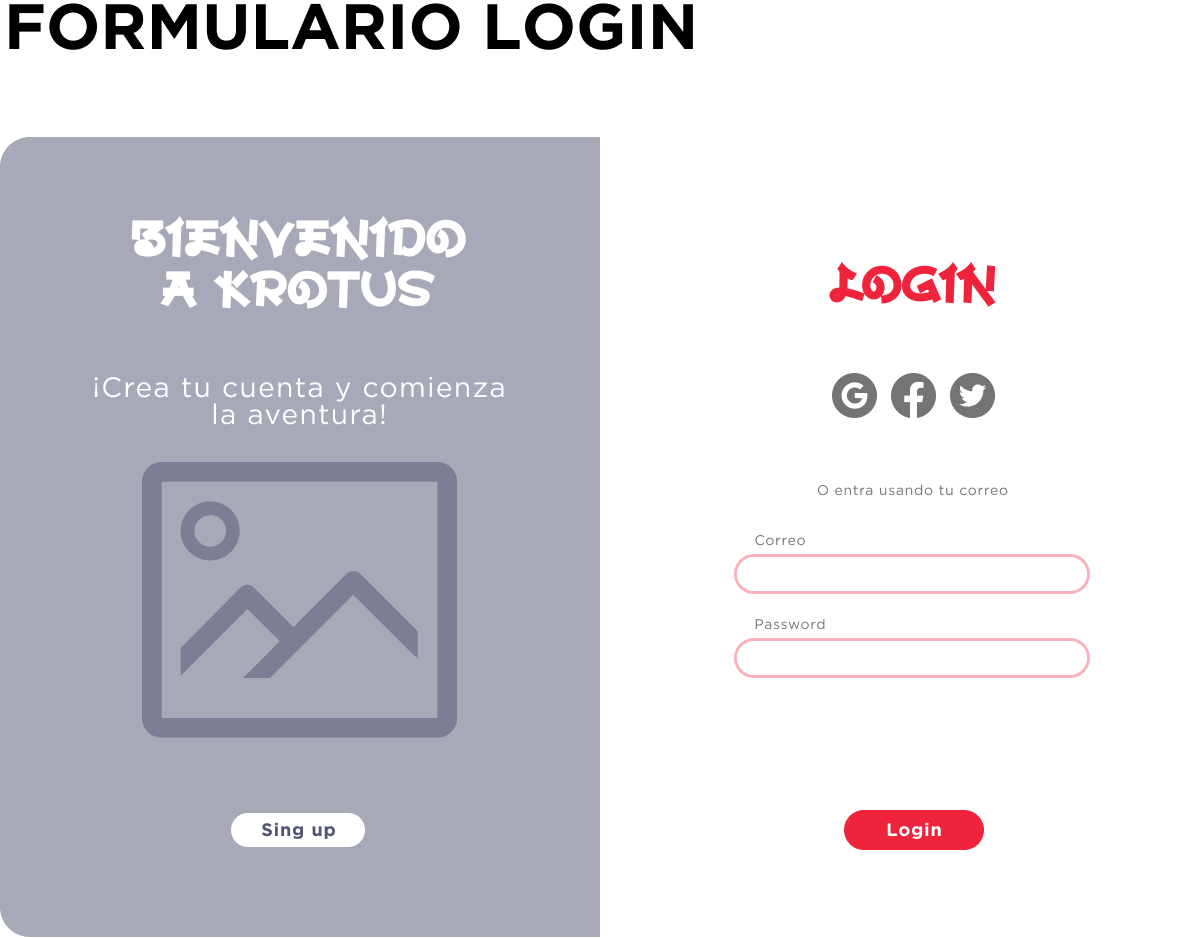 FORMULARIO LOGIN
BIENVENIDO
A KROTUS
¡Crea tu cuenta y comienza
la aventura!
Sing up
LOGIN
O entra usando tu correo
Correo
Password
Login